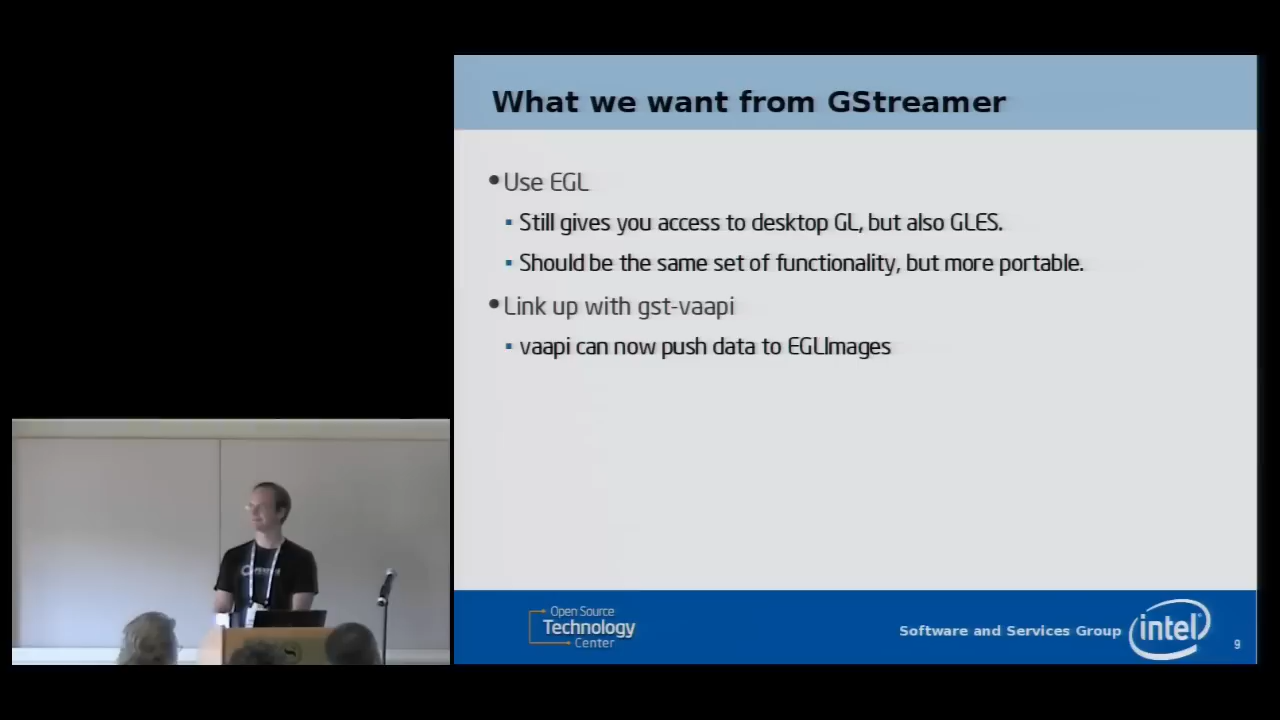 What we want from GStreamer
• Use EGL
▪ Still gives you access to desktop GL, but also GLES.
▪ Should be the same set of functionality, but more portable.
• Link up with gst-vaapi
▪ vaapi can now push data to EGLImages
Open Source
Technology
Center
Software and Services Group
intel
9